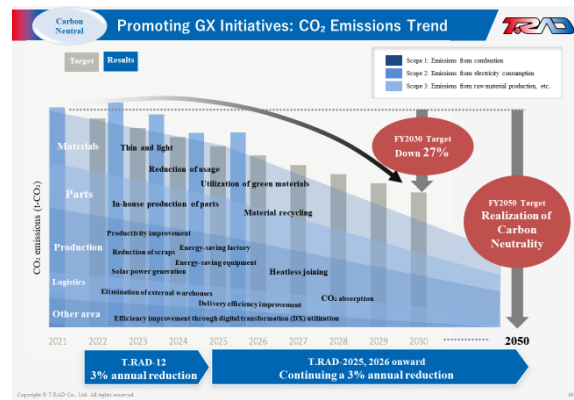 Carbon
Neutral
Promoting GX Initiatives: CO₂ Emissions Trend
T.RAD
Target
Results
Scope 1: Emissions from combustion
Scope 2: Emissions from electricity consumption
Scope 3: Emissions from raw material production, etc.
FY2030 Target
Down 27%
FY2050 Target
Realization of
Carbon
Neutrality
CO₂ emissions (t-CO₂)
Materials
Thin and light
Reduction of usage
Utilization of green materials
Parts
In-house production of parts
Material recycling
Production
Productivity improvement
Reduction of scraps
Energy-saving factory
Energy-saving equipment
Solar power generation
Heatless joining
Logistics
Elimination of external warehouses
Delivery efficiency improvement
CO₂ absorption
Other area
Efficiency improvement through digital transformation (DX) utilization
2021 2022 2023 2024 2025 2026 2027 2028 2029 2030 2050
T.RAD-12
3% annual reduction
T.RAD-2025, 2026 onward
Continuing a 3% annual reduction
Copyright © T.RAD Co., Ltd. All rights reserved.